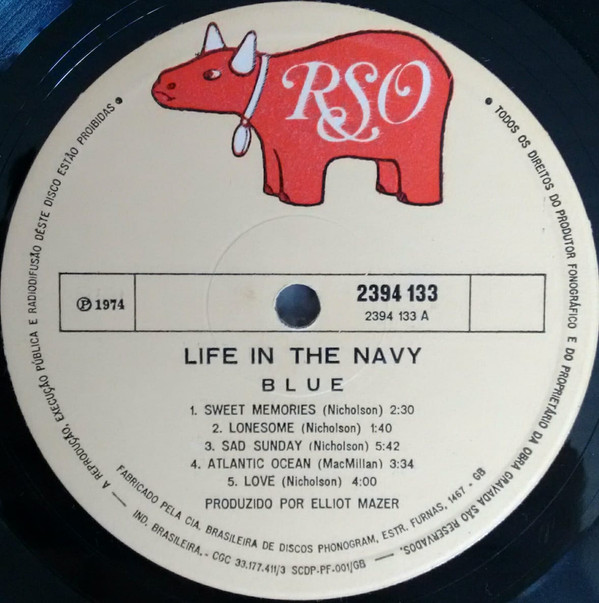 RSO
A REPRODUÇÃO, EXECUÇÃO PÚBLICA E RADIODIFUSÃO DÊSTE DISCO ESTÃO PROIBIDAS •
• TODOS OS DIREITOS DO PRODUTOR FONOGRÁFICO E DO PROPRIETÁRIO DA OBRA GRAVADA SÃO RESERVADOS.
℗ 1974
2394 133
2394 133 A
LIFE IN THE NAVY
BLUE
1. SWEET MEMORIES (Nicholson) 2:30
2. LONESOME (Nicholson) 1:40
3. SAD SUNDAY (Nicholson) 5:42
4. ATLANTIC OCEAN (MacMillan) 3:34
5. LOVE (Nicholson) 4:00
PRODUZIDO POR ELLIOT MAZER
FABRICADO PELA CIA. BRASILEIRA DE DISCOS PHONOGRAM, ESTR. FURNAS, 1467 - GB
IND. BRASILEIRA. - CGC 33.177.411/3 SCDP-PF-001/GB